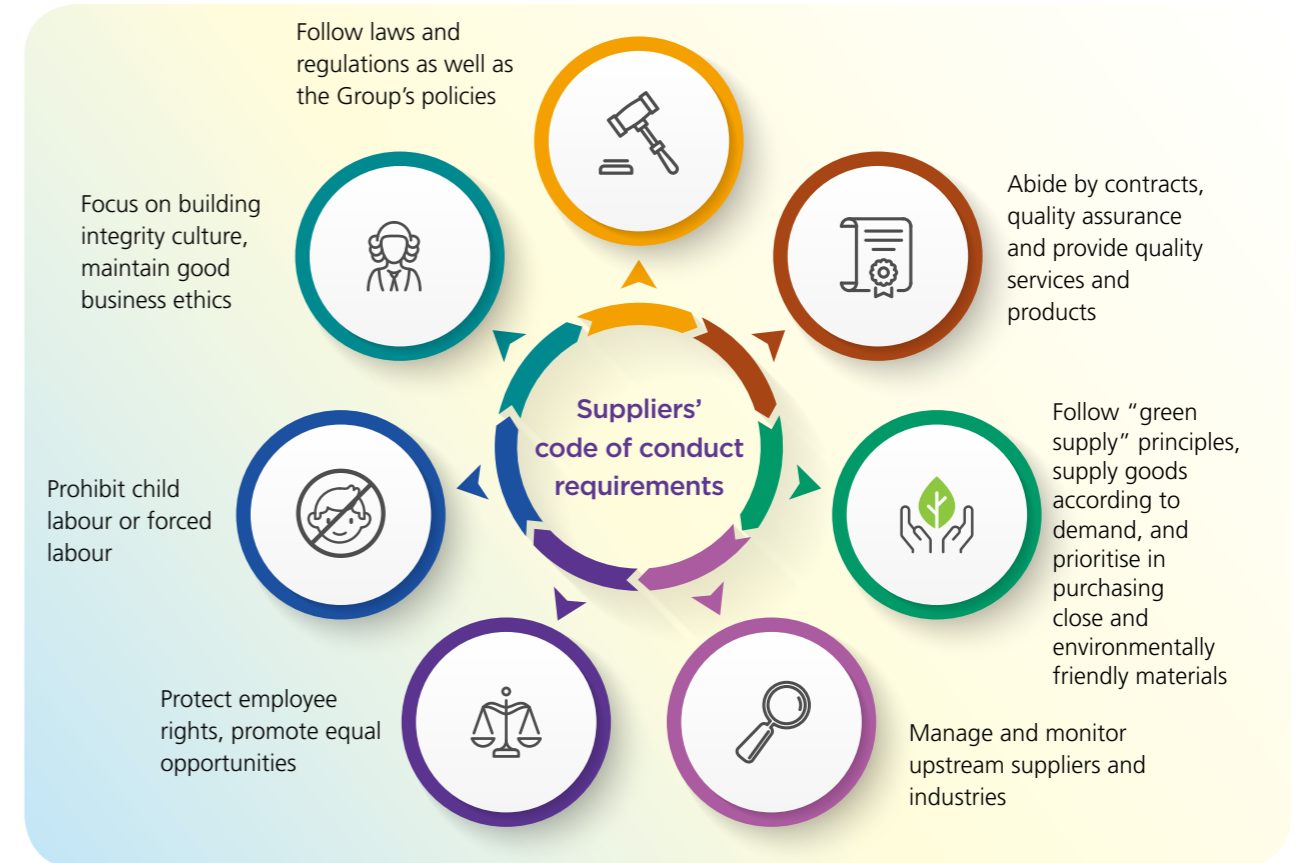 Follow laws and
regulations as well as
the Group’s policies
Abide by contracts,
quality assurance
and provide quality
services and
products
Follow “green
supply” principles,
supply goods
according to
demand, and
prioritise in
purchasing
close and
environmentally
friendly materials
Manage and monitor
upstream suppliers and
industries
Protect employee
rights, promote equal
opportunities
Prohibit child
labour or forced
labour
Focus on building
integrity culture,
maintain good
business ethics
Suppliers’
code of conduct
requirements